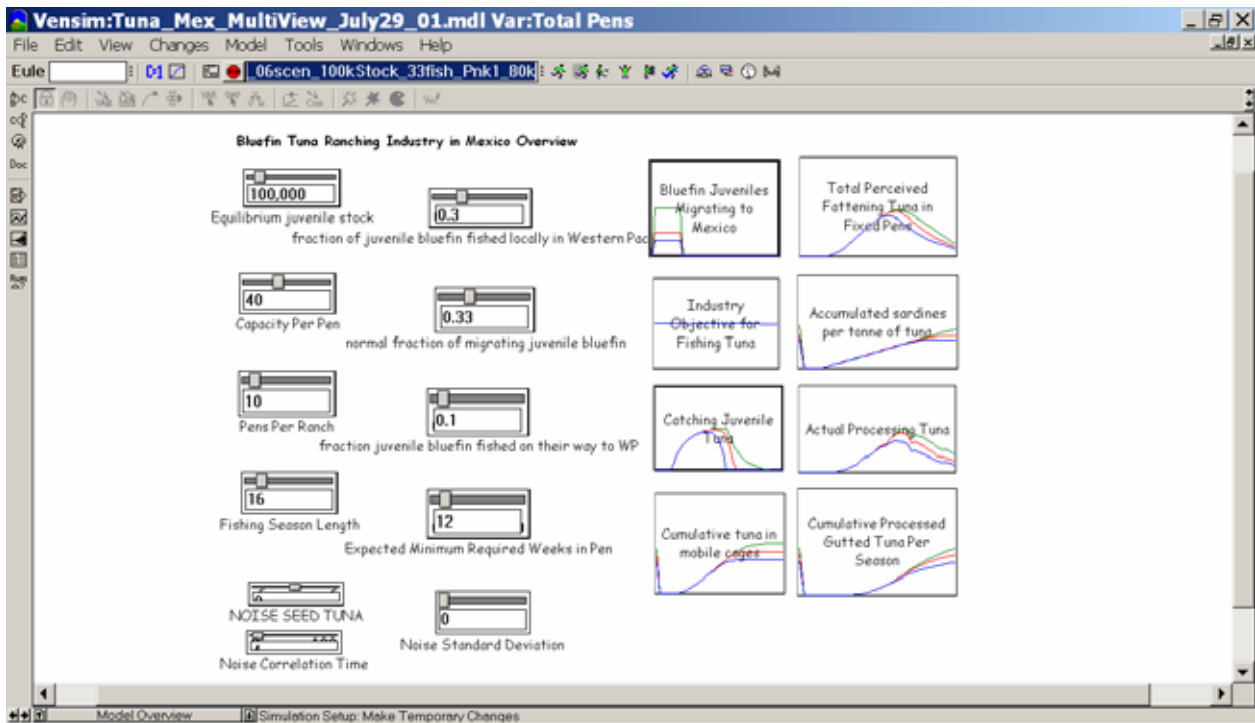 Vensim:Tuna_Mex_MultiView_July29_01.mdl Var:Total Pens
File Edit View Changes Model Tools Windows Help
Eule
_06scen_100kStock_33fish_Pnk1_80k
Doc
Bluefin Tuna Ranching Industry in Mexico Overview
100,000
Equilibrium juvenile stock
0.3
fraction of juvenile bluefin fished locally in Western Pac
40
Capacity Per Pen
0.33
normal fraction of migrating juvenile bluefin
10
Pens Per Ranch
0.1
fraction juvenile bluefin fished on their way to WP
16
Fishing Season Length
12
Expected Minimum Required Weeks in Pen
NOISE SEED TUNA
0
Noise Standard Deviation
Noise Correlation Time
Bluefin Juveniles
Migrating to
Mexico
Total Perceived
Fattening Tuna in
Fixed Pens
Industry
Objective for
Fishing Tuna
Accumulated sardines
per tonne of tuna
Catching Juvenile
Tuna
Actual Processing Tuna
Cumulative tuna in
mobile cages
Cumulative Processed
Gutted Tuna Per
Season
Model Overview
Simulation Setup: Make Temporary Changes